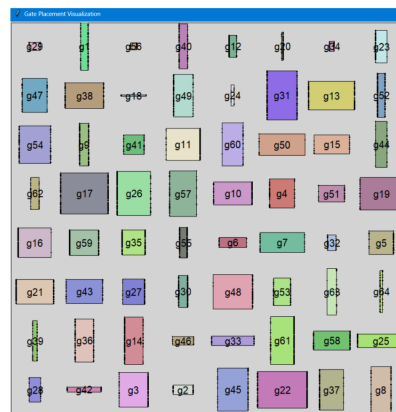 Gate Placement Visualization
g29 g1 g56 g40 g12 g20 g34 g23
g47 g38 g18 g49 g24 g31 g13 g52
g54 g9 g41 g11 g60 g50 g15 g44
g62 g17 g26 g57 g10 g4 g51 g19
g16 g59 g35 g55 g6 g7 g32 g5
g21 g43 g27 g30 g48 g53 g63 g64
g39 g36 g14 g46 g33 g61 g58 g25
g28 g42 g3 g2 g45 g22 g37 g8